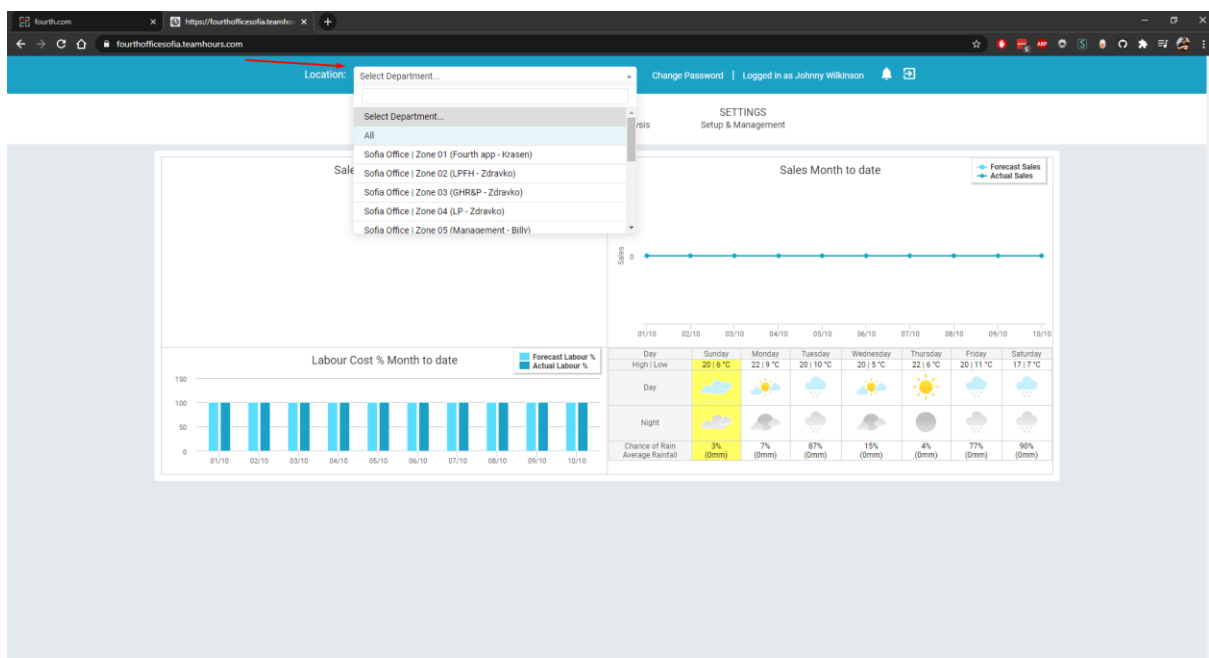 fourth.com
https://fourthofficesofia.teamho
fourthofficesofia.teamhours.com
Location: Select Department... Change Password | Logged in as Johnny Wilkinson
Select Department...
All
Sofia Office | Zone 01 (Fourth app - Krasen)
Sofia Office | Zone 02 (LPFH - Zdravko)
Sofia Office | Zone 03 (GHR&P - Zdravko)
Sofia Office | Zone 04 (LP - Zdravko)
Sofia Office | Zone 05 (Management - Billy)
ysis
SETTINGS
Setup & Management
Sale
Sales Month to date
Forecast Sales
Actual Sales
Sales
0
01/10 02/10 03/10 04/10 05/10 06/10 07/10 08/10 09/10 10/10
Labour Cost % Month to date
Forecast Labour %
Actual Labour %
150
100
50
0
01/10 02/10 03/10 04/10 05/10 06/10 07/10 08/10 09/10 10/10
Day Sunday Monday Tuesday Wednesday Thursday Friday Saturday
High | Low 20 | 6 °C 22 | 9 °C 20 | 10 °C 20 | 5 °C 22 | 6 °C 20 | 11 °C 17 | 7 °C
Day
Night
Chance of Rain 3% 7% 87% 15% 4% 77% 90%
Average Rainfall (0mm) (0mm) (0mm) (0mm) (0mm) (0mm) (0mm)